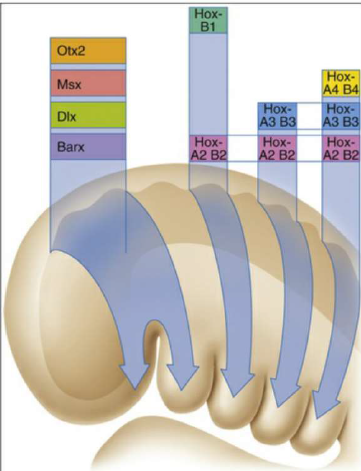 Otx2
Msx
Dlx
Barx
Hox-
B1
Hox-
A2 B2
Hox-
A3 B3
Hox-
A2 B2
Hox-
A4 B4
Hox-
A3 B3
Hox-
A2 B2